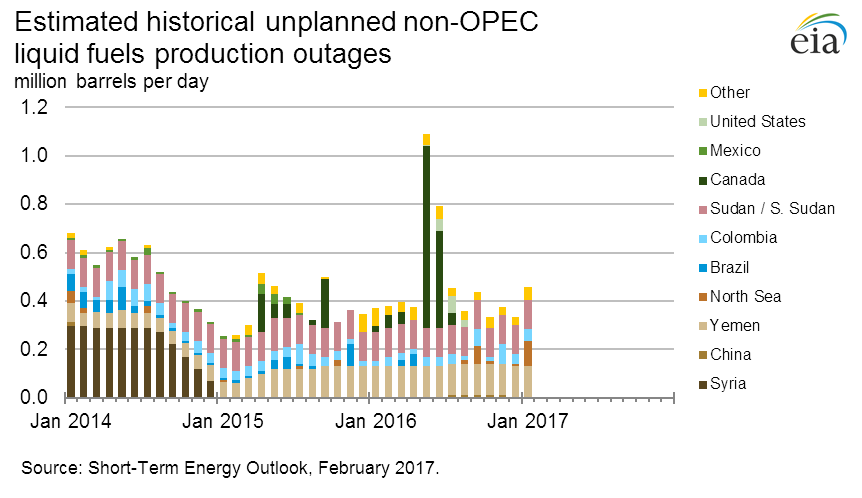 Estimated historical unplanned non-OPEC
liquid fuels production outages
million barrels per day
eia
1.2
1.0
0.8
0.6
0.4
0.2
0.0
Jan 2014
Jan 2015
Jan 2016
Jan 2017
Other
United States
Mexico
Canada
Sudan / S. Sudan
Colombia
Brazil
North Sea
Yemen
China
Syria
Source: Short-Term Energy Outlook, February 2017.